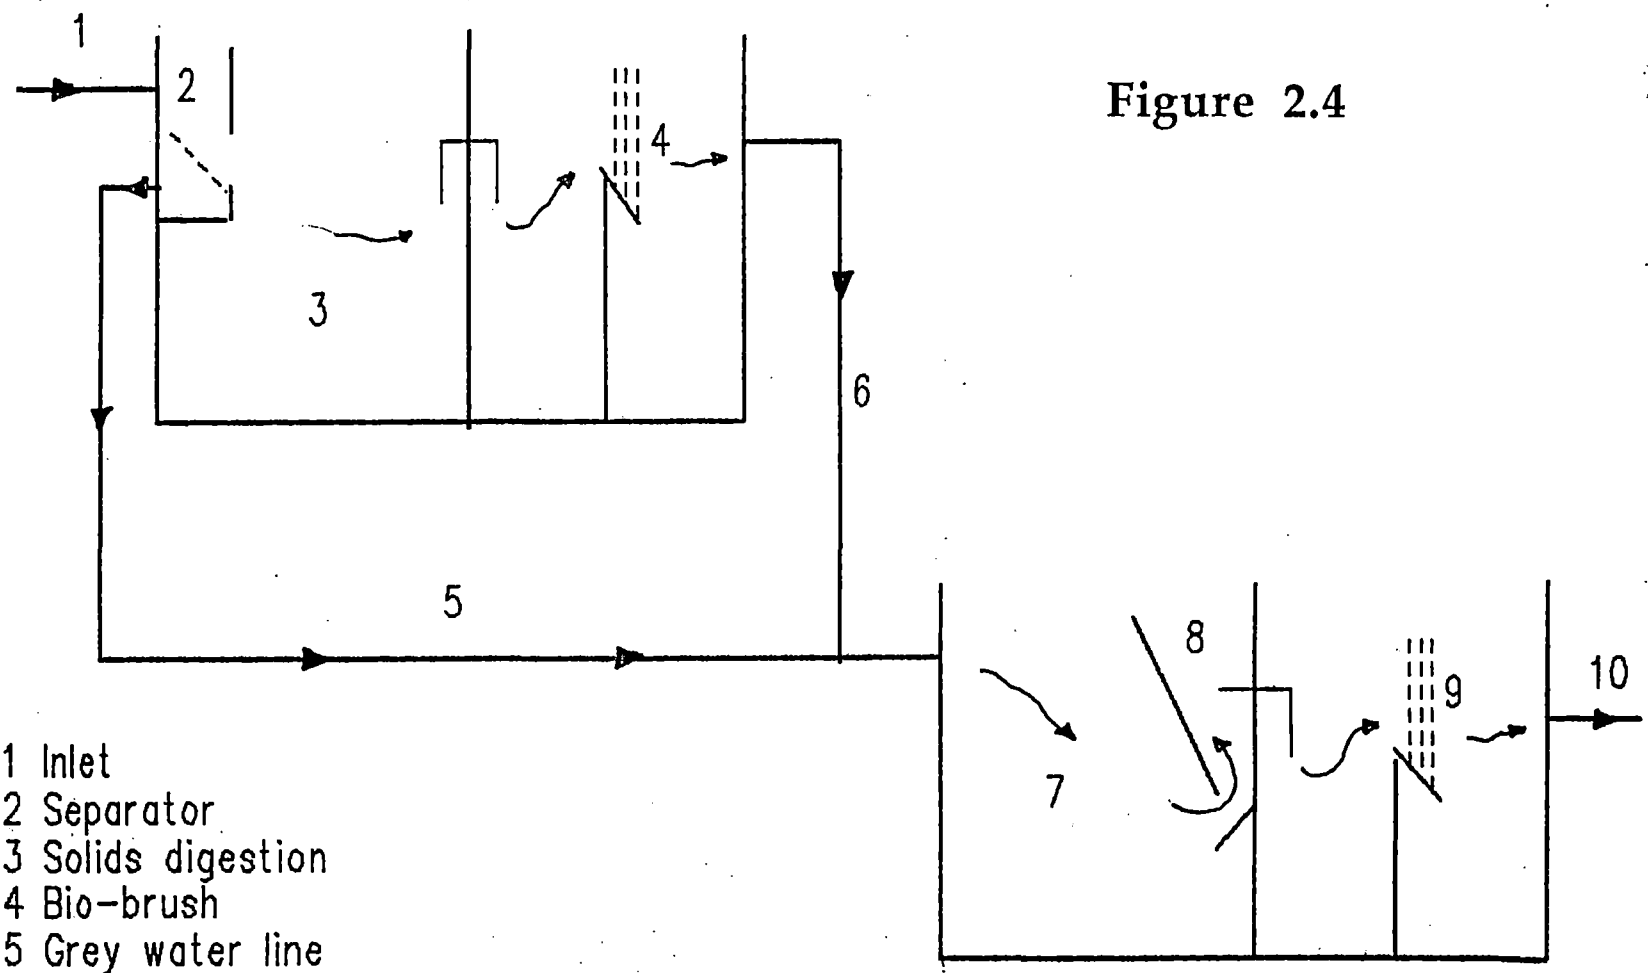 1
2
Figure 2.4
4
3
6
5
8
9
10
7
1 Inlet
2 Separator
3 Solids digestion
4 Bio-brush
5 Grey water line